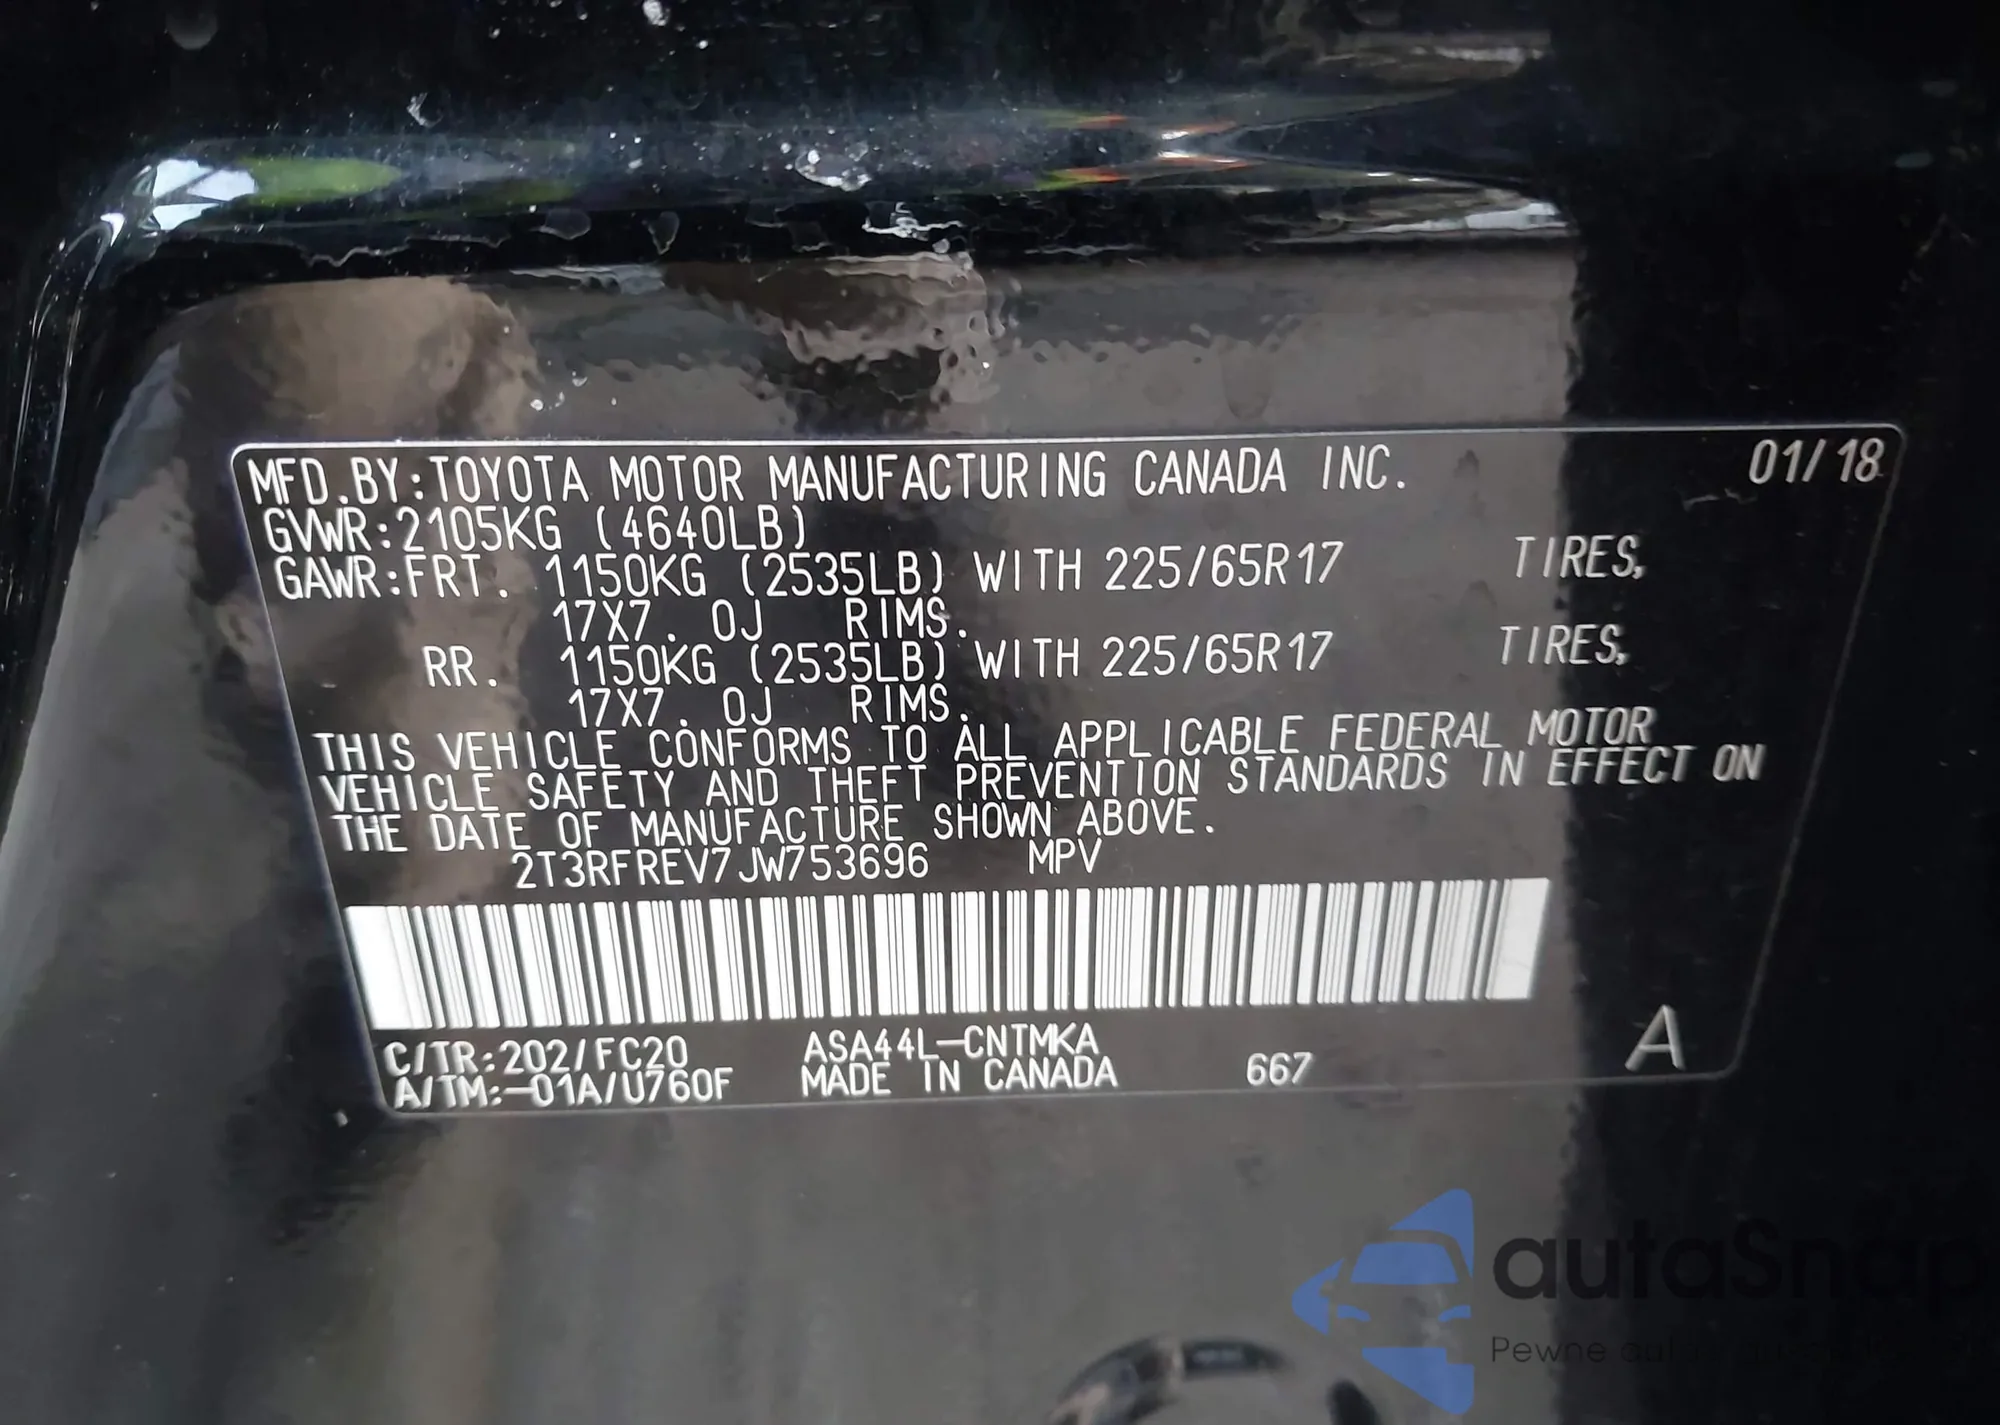 MFD.BY:TOYOTA MOTOR MANUFACTURING CANADA INC. 01/18
GVWR:2105KG (4640LB)
GAWR:FRT. 1150KG (2535LB) WITH 225/65R17 TIRES,
17X7. 0J RIMS.
RR. 1150KG (2535LB) WITH 225/65R17 TIRES,
17X7. 0J RIMS.
THIS VEHICLE CONFORMS TO ALL APPLICABLE FEDERAL MOTOR
VEHICLE SAFETY AND THEFT PREVENTION STANDARDS IN EFFECT ON
THE DATE OF MANUFACTURE SHOWN ABOVE.
2T3RFREV7JW753696 MPV
C/TR:202/FC20 ASA44L-CNTMKA
A/TM:-01A/U760F MADE IN CANADA 667 A
autaSnap
Pewne